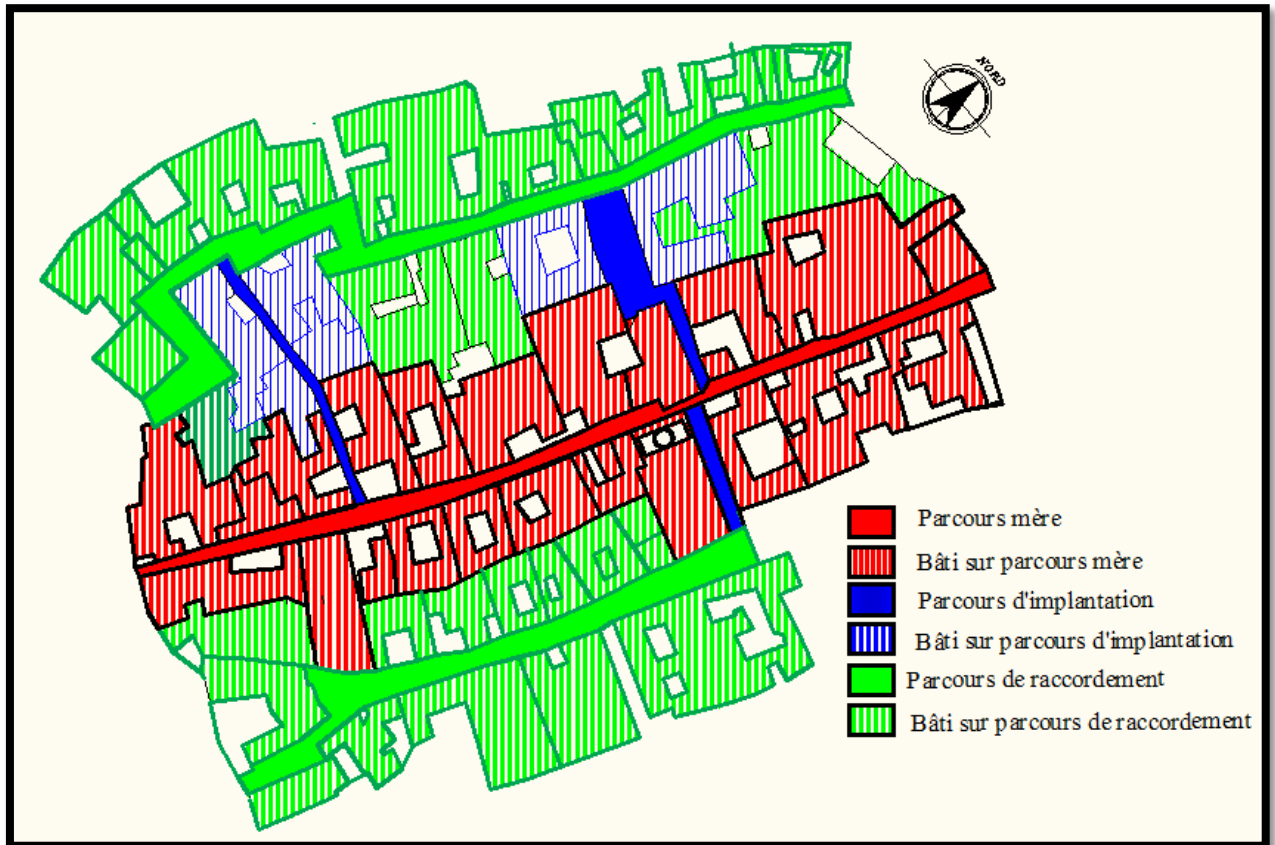 NORD
Parcours mère
Bâti sur parcours mère
Parcours d'implantation
Bâti sur parcours d'implantation
Parcours de raccordement
Bâti sur parcours de raccordement